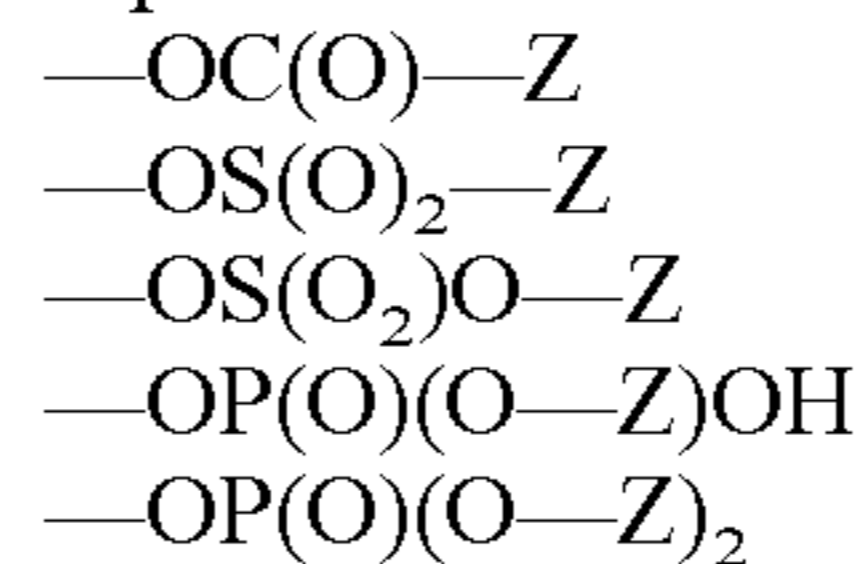 —OC(O)—Z
—OS(O)₂—Z
—OS(O₂)O—Z
—OP(O)(O—Z)OH
—OP(O)(O—Z)₂